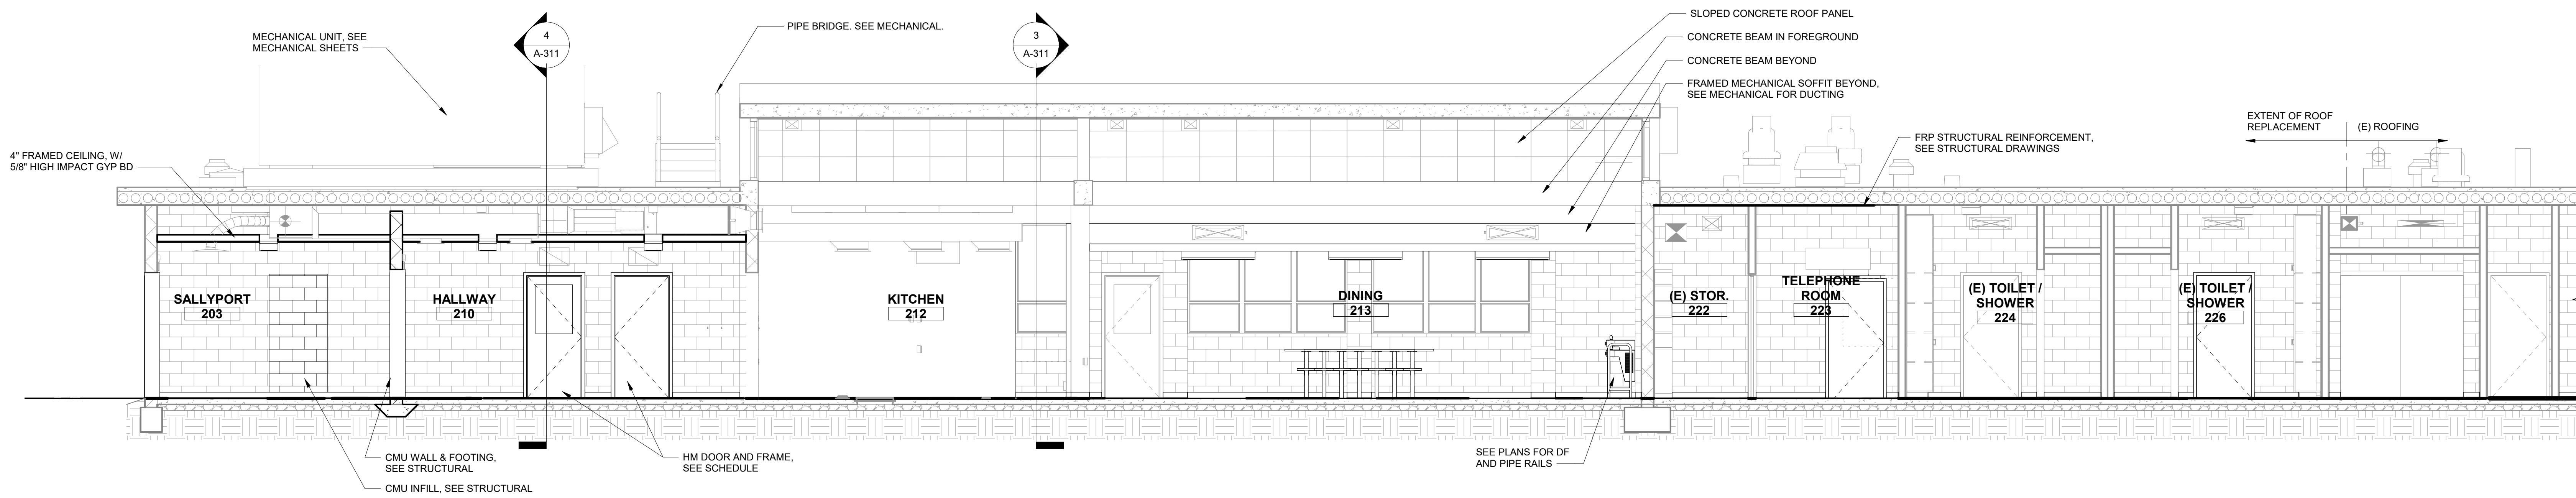 MECHANICAL UNIT, SEE
MECHANICAL SHEETS
4
A-311
PIPE BRIDGE. SEE MECHANICAL.
3
A-311
SLOPED CONCRETE ROOF PANEL
CONCRETE BEAM IN FOREGROUND
CONCRETE BEAM BEYOND
FRAMED MECHANICAL SOFFIT BEYOND,
SEE MECHANICAL FOR DUCTING
FRP STRUCTURAL REINFORCEMENT,
SEE STRUCTURAL DRAWINGS
EXTENT OF ROOF
REPLACEMENT
(E) ROOFING
4" FRAMED CEILING, W/
5/8" HIGH IMPACT GYP BD
SALLYPORT
203
HALLWAY
210
KITCHEN
212
DINING
213
(E) STOR.
222
TELEPHONE
ROOM
223
(E) TOILET /
SHOWER
224
(E) TOILET /
SHOWER
226
CMU WALL & FOOTING,
SEE STRUCTURAL
CMU INFILL, SEE STRUCTURAL
HM DOOR AND FRAME,
SEE SCHEDULE
SEE PLANS FOR DF
AND PIPE RAILS